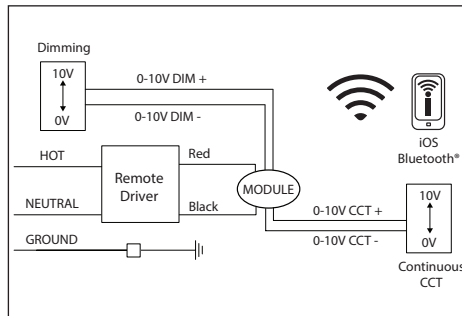 Dimming
10V
0V
0-10V DIM +
0-10V DIM -
iOS
Bluetooth®
HOT
NEUTRAL
GROUND
Remote
Driver
Red
Black
MODULE
0-10V CCT +
0-10V CCT -
10V
0V
Continuous
CCT